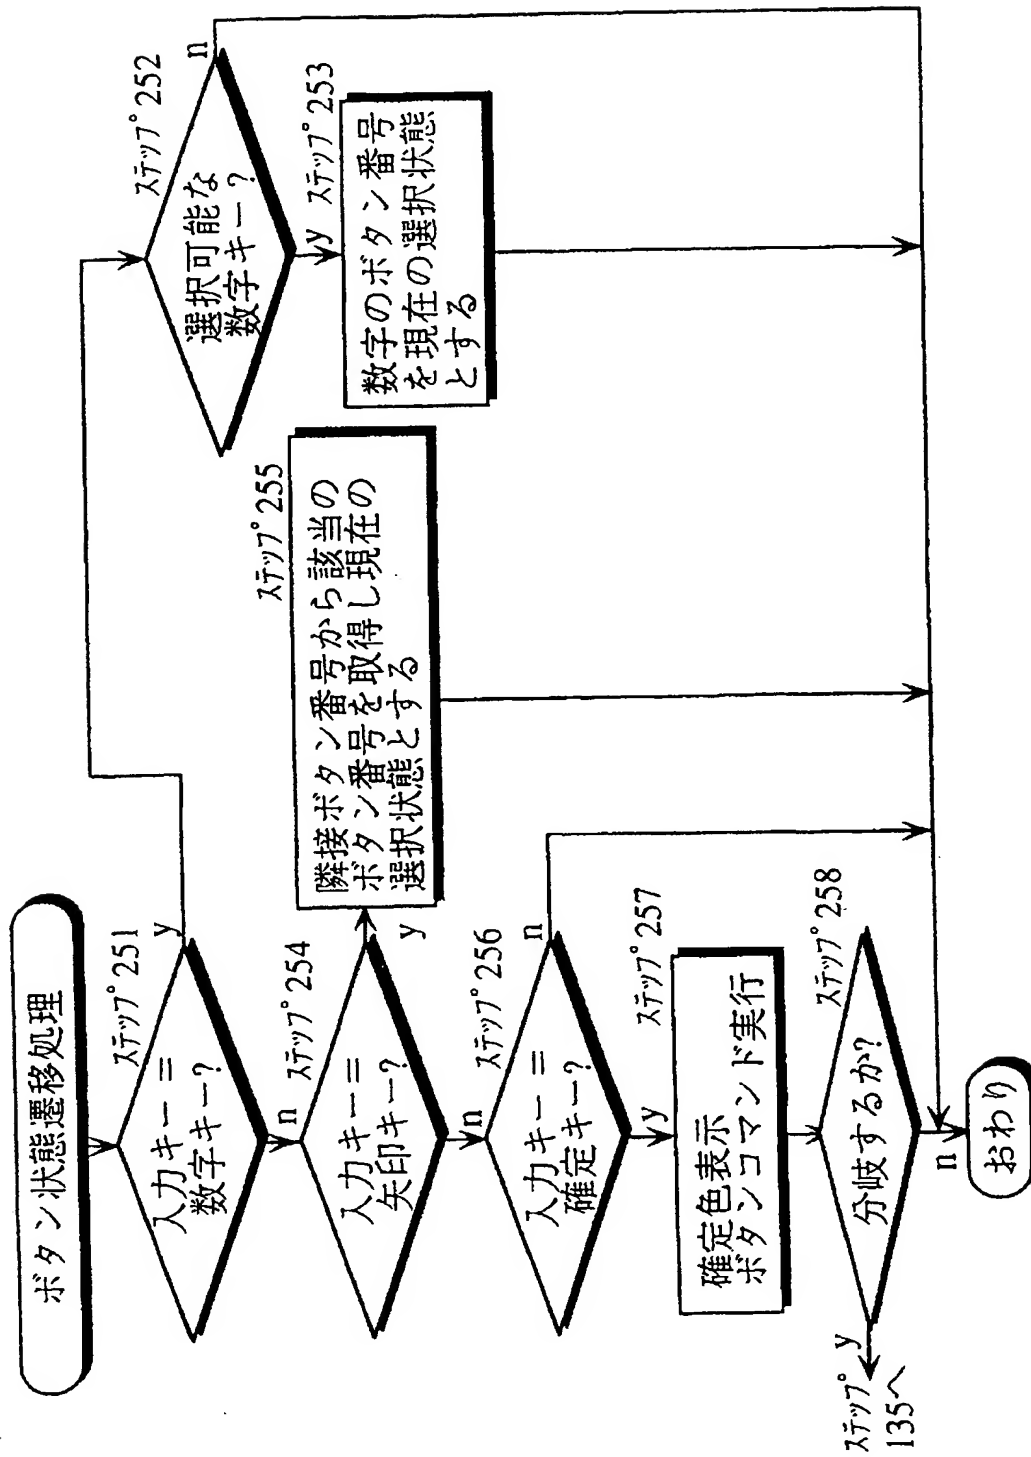 ボタン状態遷移処理
ステップ251
入力キー＝
数字キー？
y
n
ステップ252
選択可能な
数字キー？
n
y
ステップ253
数字のボタン番号
を現在の選択状態
とする
ステップ254
入力キー＝
矢印キー？
y
n
ステップ255
隣接ボタン番号から該当の
ボタン番号を取得し現在の
選択状態とする
ステップ256
入力キー＝
確定キー？
n
y
ステップ257
確定色表示
ボタンコマンド実行
ステップ258
分岐するか？
y
ステップ
135へ
n
おわり